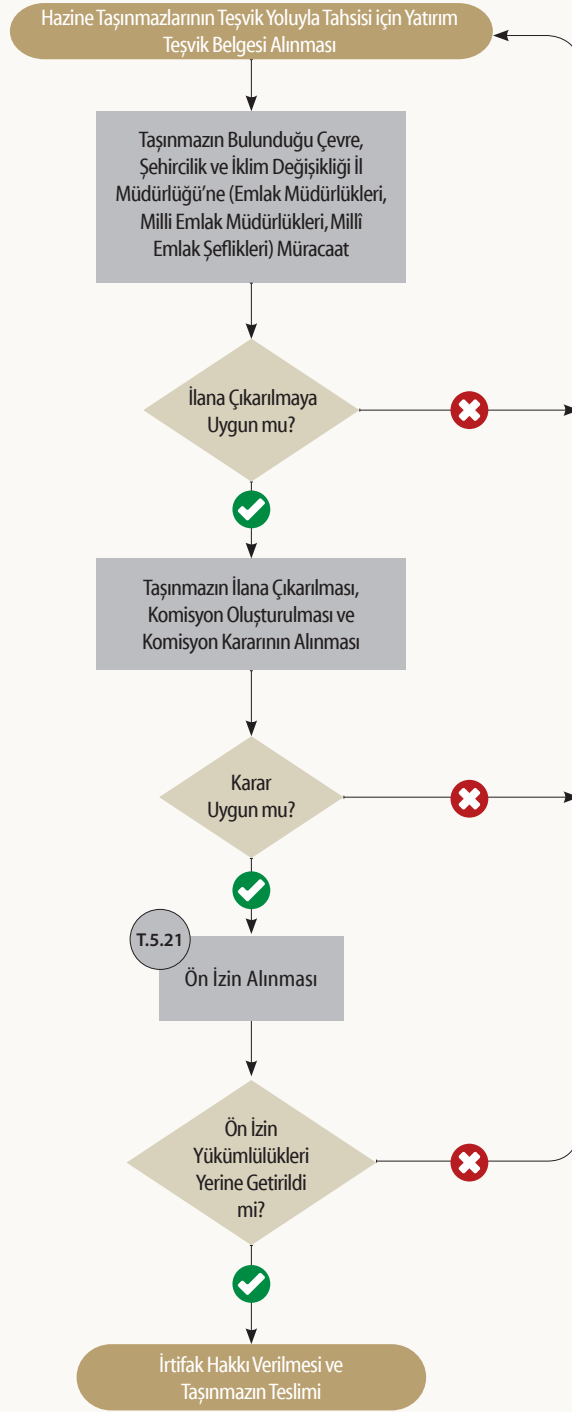 Hazine Taşınmazlarının Teşvik Yoluyla Tahsisi için Yatırım
Teşvik Belgesi Alınması
Taşınmazın Bulunduğu Çevre,
Şehircilik ve İklim Değişikliği İl
Müdürlüğü'ne (Emlak Müdürlükleri,
Milli Emlak Müdürlükleri, Millî
Emlak Şeflikleri) Müracaat
İlana Çıkarılmaya
Uygun mu?
Taşınmazın İlana Çıkarılması,
Komisyon Oluşturulması ve
Komisyon Kararının Alınması
Karar
Uygun mu?
T.5.21
Ön İzin Alınması
Ön İzin
Yükümlülükleri
Yerine Getirildi
mi?
İrtifak Hakkı Verilmesi ve
Taşınmazın Teslimi